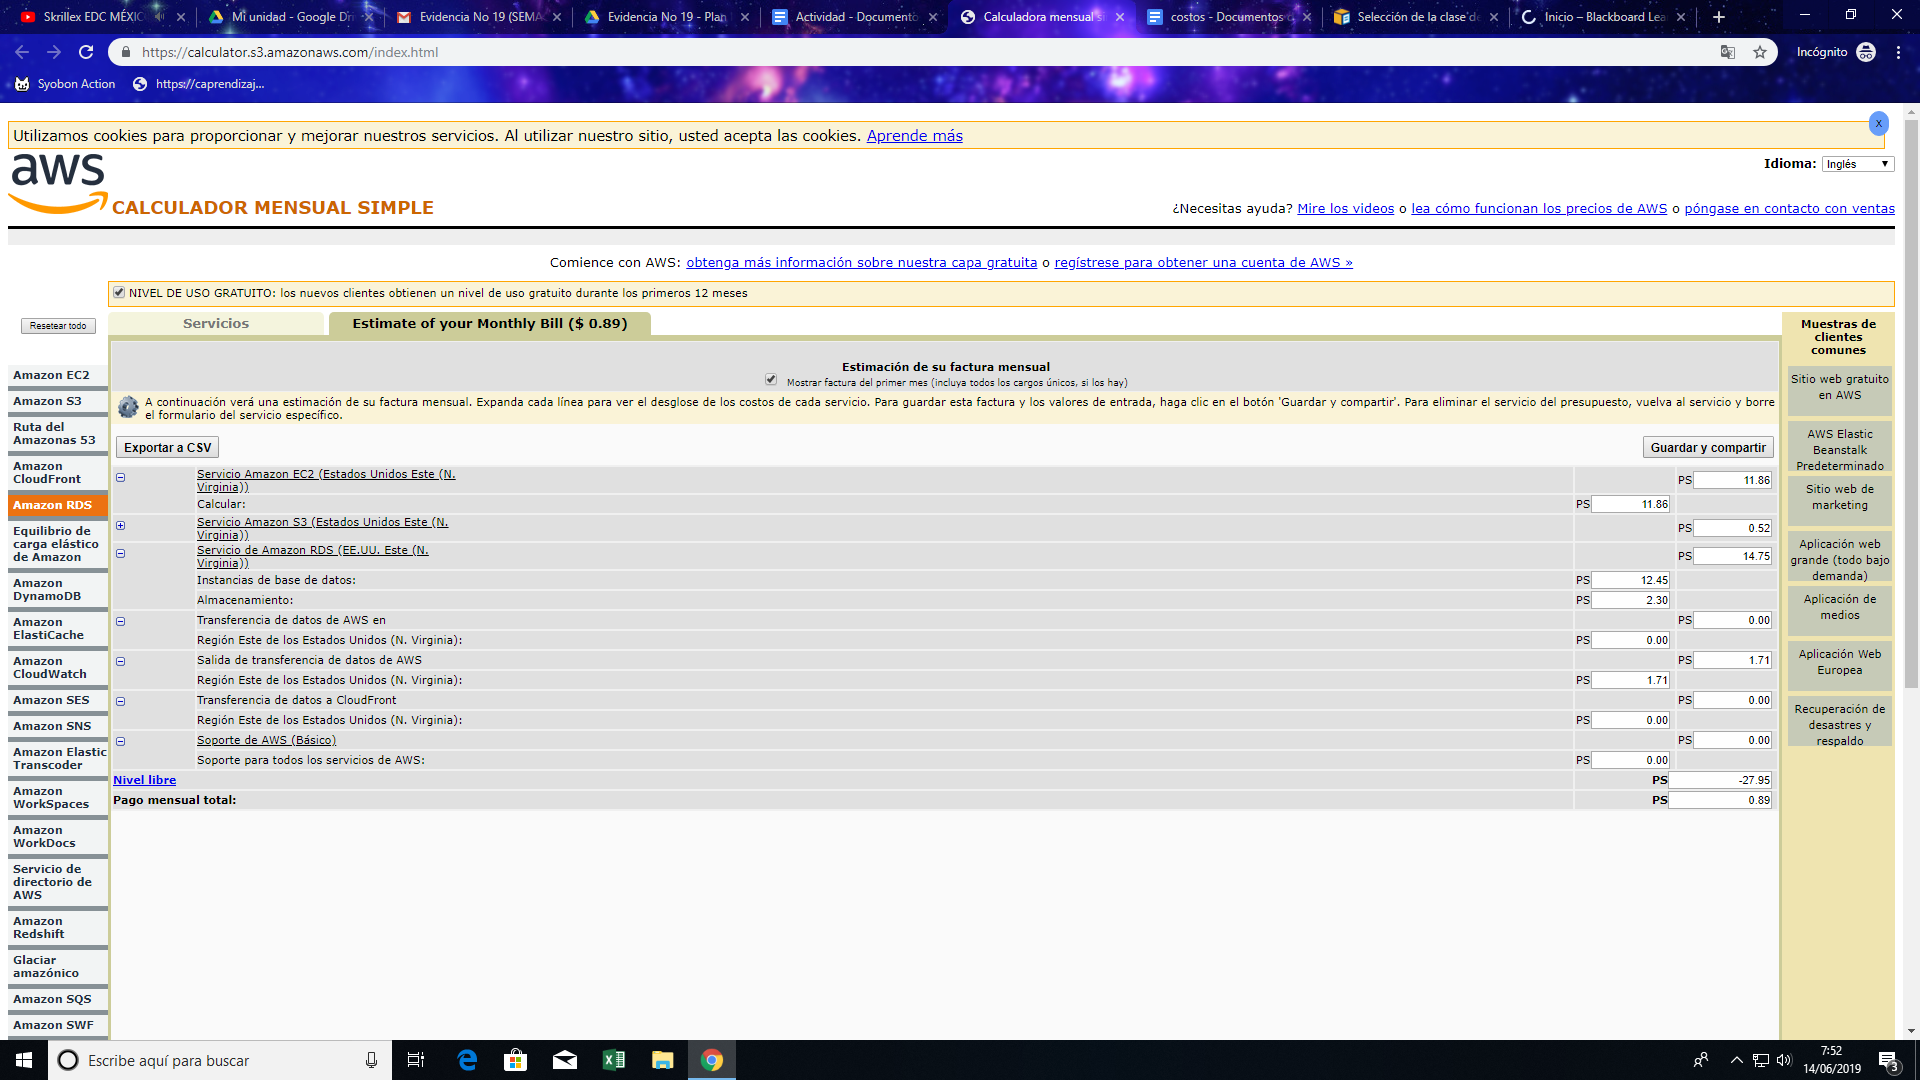 Skrillex EDC MÉXIC
Mi unidad - Google Dr
Evidencia No 19 (SEMA
Evidencia No 19 - Plan
Actividad - Documento
Calculadora mensual s
costos - Documentos d
Selección de la clase de
Inicio – Blackboard Lea
https://calculator.s3.amazonaws.com/index.html
Incógnito
Syobon Action
https://caprendizaj...
Utilizamos cookies para proporcionar y mejorar nuestros servicios. Al utilizar nuestro sitio, usted acepta las cookies. Aprende más
x
aws
Idioma: Inglés
CALCULADOR MENSUAL SIMPLE
¿Necesitas ayuda? Mire los videos o lea cómo funcionan los precios de AWS o póngase en contacto con ventas
Comience con AWS: obtenga más información sobre nuestra capa gratuita o regístrese para obtener una cuenta de AWS »
NIVEL DE USO GRATUITO: los nuevos clientes obtienen un nivel de uso gratuito durante los primeros 12 meses
Resetear todo
Servicios
Estimate of your Monthly Bill ($ 0.89)
Amazon EC2
Amazon S3
Ruta del
Amazonas 53
Amazon
CloudFront
Amazon RDS
Equilibrio de
carga elástico
de Amazon
Amazon
DynamoDB
Amazon
ElastiCache
Amazon
CloudWatch
Amazon SES
Amazon SNS
Amazon Elastic
Transcoder
Amazon
WorkSpaces
Amazon
WorkDocs
Servicio de
directorio de
AWS
Amazon
Redshift
Glaciar
amazónico
Amazon SQS
Amazon SWF
Estimación de su factura mensual
Mostrar factura del primer mes (incluya todos los cargos únicos, si los hay)
A continuación verá una estimación de su factura mensual. Expanda cada línea para ver el desglose de los costos de cada servicio. Para guardar esta factura y los valores de entrada, haga clic en el botón 'Guardar y compartir'. Para eliminar el servicio del presupuesto, vuelva al servicio y borre
el formulario del servicio específico.
Exportar a CSV
Guardar y compartir
Servicio Amazon EC2 (Estados Unidos Este (N.
Virginia))
PS 11.86
Calcular: PS 11.86
Servicio Amazon S3 (Estados Unidos Este (N.
Virginia))
PS 0.52
Servicio de Amazon RDS (EE.UU. Este (N.
Virginia))
PS 14.75
Instancias de base de datos: PS 12.45
Almacenamiento: PS 2.30
Transferencia de datos de AWS en PS 0.00
Región Este de los Estados Unidos (N. Virginia): PS 0.00
Salida de transferencia de datos de AWS PS 1.71
Región Este de los Estados Unidos (N. Virginia): PS 1.71
Transferencia de datos a CloudFront PS 0.00
Región Este de los Estados Unidos (N. Virginia): PS 0.00
Soporte de AWS (Básico) PS 0.00
Soporte para todos los servicios de AWS: PS 0.00
Nivel libre PS -27.95
Pago mensual total: PS 0.89
Muestras de
clientes
comunes
Sitio web gratuito
en AWS
AWS Elastic
Beanstalk
Predeterminado
Sitio web de
marketing
Aplicación web
grande (todo bajo
demanda)
Aplicación de
medios
Aplicación Web
Europea
Recuperación de
desastres y
respaldo
Escribe aquí para buscar
7:52
14/06/2019
3